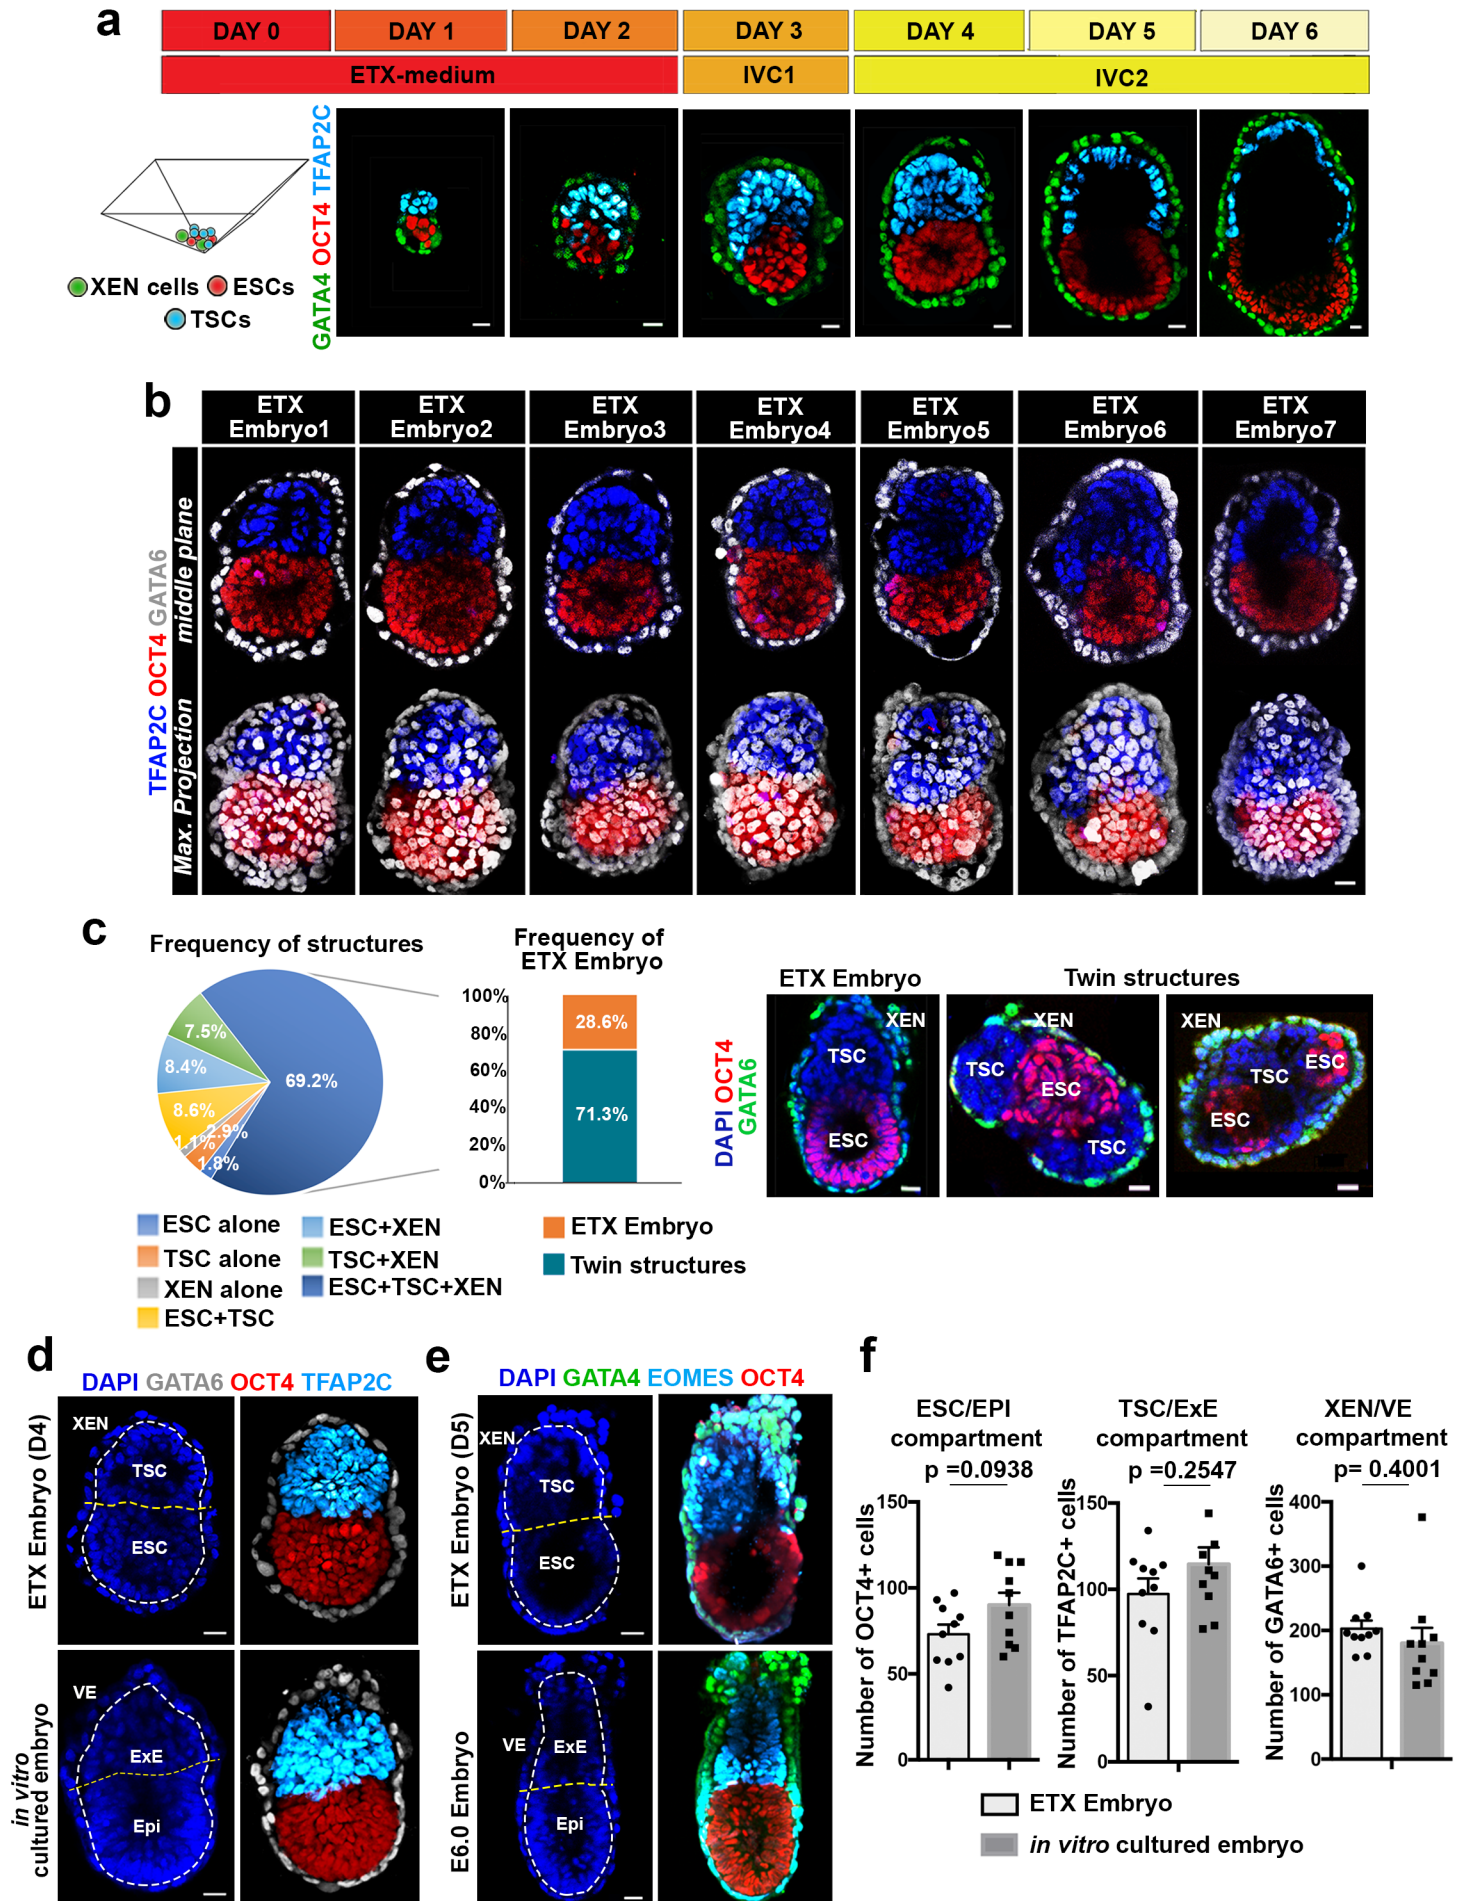 a
DAY 0 DAY 1 DAY 2 DAY 3 DAY 4 DAY 5 DAY 6
ETX-medium IVC1 IVC2
GATA4 OCT4 TFAP2C
XEN cells ESCs
TSCs
b
ETX Embryo1
ETX Embryo2
ETX Embryo3
ETX Embryo4
ETX Embryo5
ETX Embryo6
ETX Embryo7
TFAP2C OCT4 GATA6
middle plane
Max. Projection
c
Frequency of structures
7.5%
8.4%
8.6%
1.1%
2.9%
1.8%
69.2%
ESC alone
TSC alone
XEN alone
ESC+TSC
ESC+XEN
TSC+XEN
ESC+TSC+XEN
Frequency of
ETX Embryo
100%
80%
60%
40%
20%
0%
28.6%
71.3%
ETX Embryo
Twin structures
DAPI OCT4
GATA6
ETX Embryo
XEN
TSC
ESC
Twin structures
XEN
TSC
ESC
TSC
XEN
ESC
TSC
ESC
d
DAPI GATA6 OCT4 TFAP2C
ETX Embryo (D4)
XEN
TSC
ESC
in vitro
cultured embryo
VE
ExE
Epi
e
DAPI GATA4 EOMES OCT4
ETX Embryo (D5)
XEN
TSC
ESC
E6.0 Embryo
VE
ExE
Epi
f
ESC/EPI
compartment
p =0.0938
Number of OCT4+ cells
150
100
50
0
TSC/ExE
compartment
p =0.2547
Number of TFAP2C+ cells
150
100
50
0
XEN/VE
compartment
p= 0.4001
Number of GATA6+ cells
400
300
200
100
0
ETX Embryo
in vitro cultured embryo